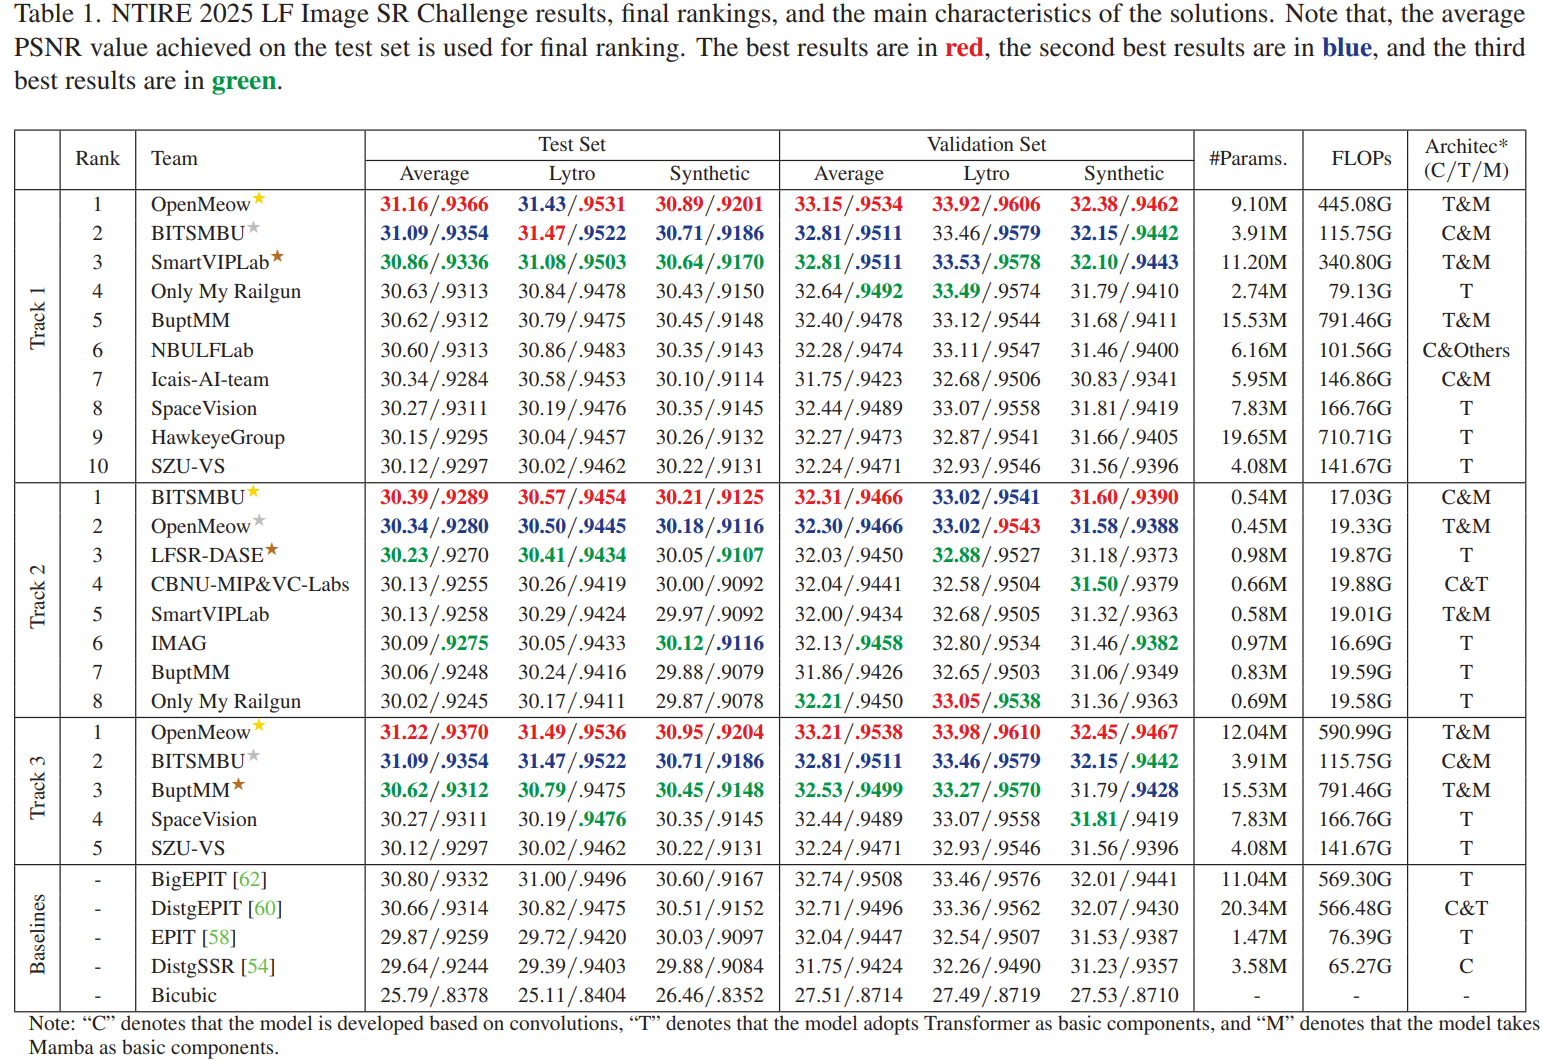 Table 1. NTIRE 2025 LF Image SR Challenge results, final rankings, and the main characteristics of the solutions. Note that, the average
PSNR value achieved on the test set is used for final ranking. The best results are in red, the second best results are in blue, and the third
best results are in green.
Rank Team Test Set Validation Set #Params. FLOPs Architec*
(C/T/M)
Average Lytro Synthetic Average Lytro Synthetic
Track 1
1 OpenMeow★ 31.16/.9366 31.43/.9531 30.89/.9201 33.15/.9534 33.92/.9606 32.38/.9462 9.10M 445.08G T&M
2 BITSMBU★ 31.09/.9354 31.47/.9522 30.71/.9186 32.81/.9511 33.46/.9579 32.15/.9442 3.91M 115.75G C&M
3 SmartVIPLab★ 30.86/.9336 31.08/.9503 30.64/.9170 32.81/.9511 33.53/.9578 32.10/.9443 11.20M 340.80G T&M
4 Only My Railgun 30.63/.9313 30.84/.9478 30.43/.9150 32.64/.9492 33.49/.9574 31.79/.9410 2.74M 79.13G T
5 BuptMM 30.62/.9312 30.79/.9475 30.45/.9148 32.40/.9478 33.12/.9544 31.68/.9411 15.53M 791.46G T&M
6 NBULFLab 30.60/.9313 30.86/.9483 30.35/.9143 32.28/.9474 33.11/.9547 31.46/.9400 6.16M 101.56G C&Others
7 Icais-AI-team 30.34/.9284 30.58/.9453 30.10/.9114 31.75/.9423 32.68/.9506 30.83/.9341 5.95M 146.86G C&M
8 SpaceVision 30.27/.9311 30.19/.9476 30.35/.9145 32.44/.9489 33.07/.9558 31.81/.9419 7.83M 166.76G T
9 HawkeyeGroup 30.15/.9295 30.04/.9457 30.26/.9132 32.27/.9473 32.87/.9541 31.66/.9405 19.65M 710.71G T
10 SZU-VS 30.12/.9297 30.02/.9462 30.22/.9131 32.24/.9471 32.93/.9546 31.56/.9396 4.08M 141.67G T
Track 2
1 BITSMBU★ 30.39/.9289 30.57/.9454 30.21/.9125 32.31/.9466 33.02/.9541 31.60/.9390 0.54M 17.03G C&M
2 OpenMeow★ 30.34/.9280 30.50/.9445 30.18/.9116 32.30/.9466 33.02/.9543 31.58/.9388 0.45M 19.33G T&M
3 LFSR-DASE★ 30.23/.9270 30.41/.9434 30.05/.9107 32.03/.9450 32.88/.9527 31.18/.9373 0.98M 19.87G T
4 CBNU-MIP&VC-Labs 30.13/.9255 30.26/.9419 30.00/.9092 32.04/.9441 32.58/.9504 31.50/.9379 0.66M 19.88G C&T
5 SmartVIPLab 30.13/.9258 30.29/.9424 29.97/.9092 32.00/.9434 32.68/.9505 31.32/.9363 0.58M 19.01G T&M
6 IMAG 30.09/.9275 30.05/.9433 30.12/.9116 32.13/.9458 32.80/.9534 31.46/.9382 0.97M 16.69G T
7 BuptMM 30.06/.9248 30.24/.9416 29.88/.9079 31.86/.9426 32.65/.9503 31.06/.9349 0.83M 19.59G T
8 Only My Railgun 30.02/.9245 30.17/.9411 29.87/.9078 32.21/.9450 33.05/.9538 31.36/.9363 0.69M 19.58G T
Track 3
1 OpenMeow★ 31.22/.9370 31.49/.9536 30.95/.9204 33.21/.9538 33.98/.9610 32.45/.9467 12.04M 590.99G T&M
2 BITSMBU★ 31.09/.9354 31.47/.9522 30.71/.9186 32.81/.9511 33.46/.9579 32.15/.9442 3.91M 115.75G C&M
3 BuptMM★ 30.62/.9312 30.79/.9475 30.45/.9148 32.53/.9499 33.27/.9570 31.79/.9428 15.53M 791.46G T&M
4 SpaceVision 30.27/.9311 30.19/.9476 30.35/.9145 32.44/.9489 33.07/.9558 31.81/.9419 7.83M 166.76G T
5 SZU-VS 30.12/.9297 30.02/.9462 30.22/.9131 32.24/.9471 32.93/.9546 31.56/.9396 4.08M 141.67G T
Baselines
- BigEPIT [62] 30.80/.9332 31.00/.9496 30.60/.9167 32.74/.9508 33.46/.9576 32.01/.9441 11.04M 569.30G T
- DistgEPIT [60] 30.66/.9314 30.82/.9475 30.51/.9152 32.71/.9496 33.36/.9562 32.07/.9430 20.34M 566.48G C&T
- EPIT [58] 29.87/.9259 29.72/.9420 30.03/.9097 32.04/.9447 32.54/.9507 31.53/.9387 1.47M 76.39G T
- DistgSSR [54] 29.64/.9244 29.39/.9403 29.88/.9084 31.75/.9424 32.26/.9490 31.23/.9357 3.58M 65.27G C
- Bicubic 25.79/.8378 25.11/.8404 26.46/.8352 27.51/.8714 27.49/.8719 27.53/.8710 - - -
Note: “C” denotes that the model is developed based on convolutions, “T” denotes that the model adopts Transformer as basic components, and “M” denotes that the model takes
Mamba as basic components.